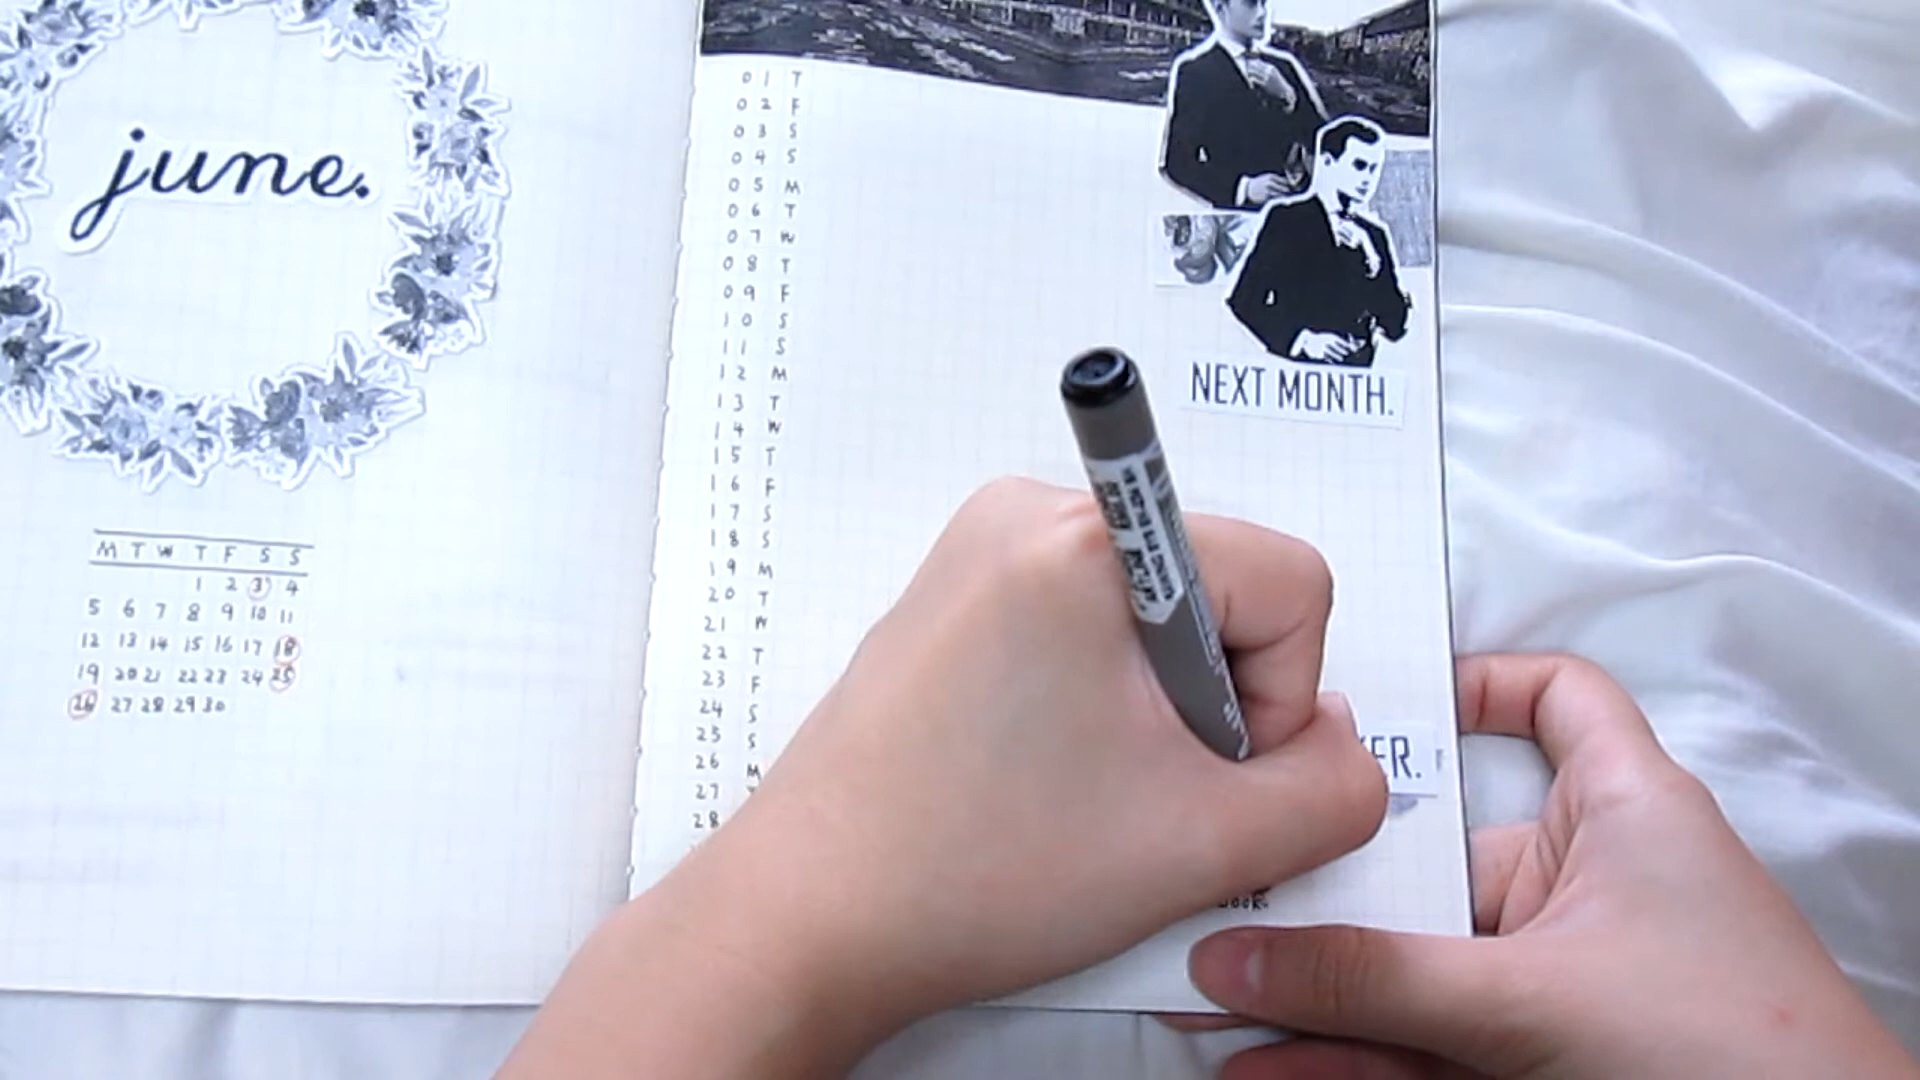 june.
M T W T F S S
1 2 3 4
5 6 7 8 9 10 11
12 13 14 15 16 17 18
19 20 21 22 23 24 25
26 27 28 29 30
01 T
02 F
03 S
04 S
05 M
06 T
07 W
08 T
09 F
10 S
11 S
12 M
13 T
14 W
15 T
16 F
17 S
18 S
19 M
20 T
21 W
22 T
23 F
24 S
25 S
26 M
27
28
NEXT MONTH.